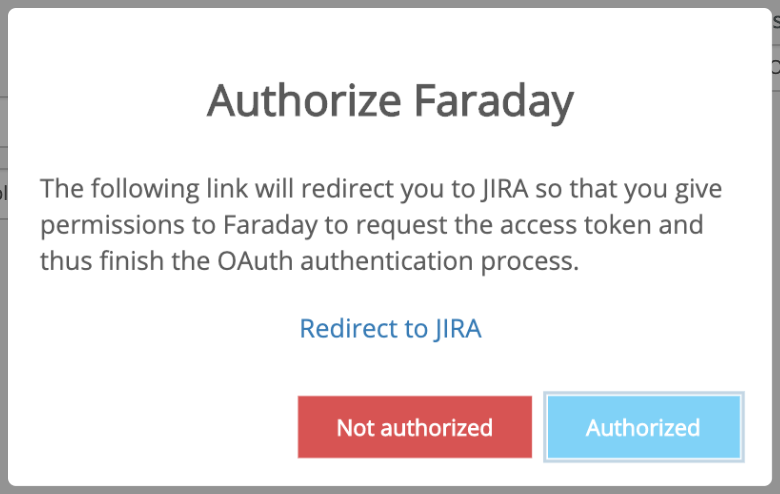 Authorize Faraday
The following link will redirect you to JIRA so that you give
permissions to Faraday to request the access token and
thus finish the OAuth authentication process.
Redirect to JIRA
Not authorized
Authorized